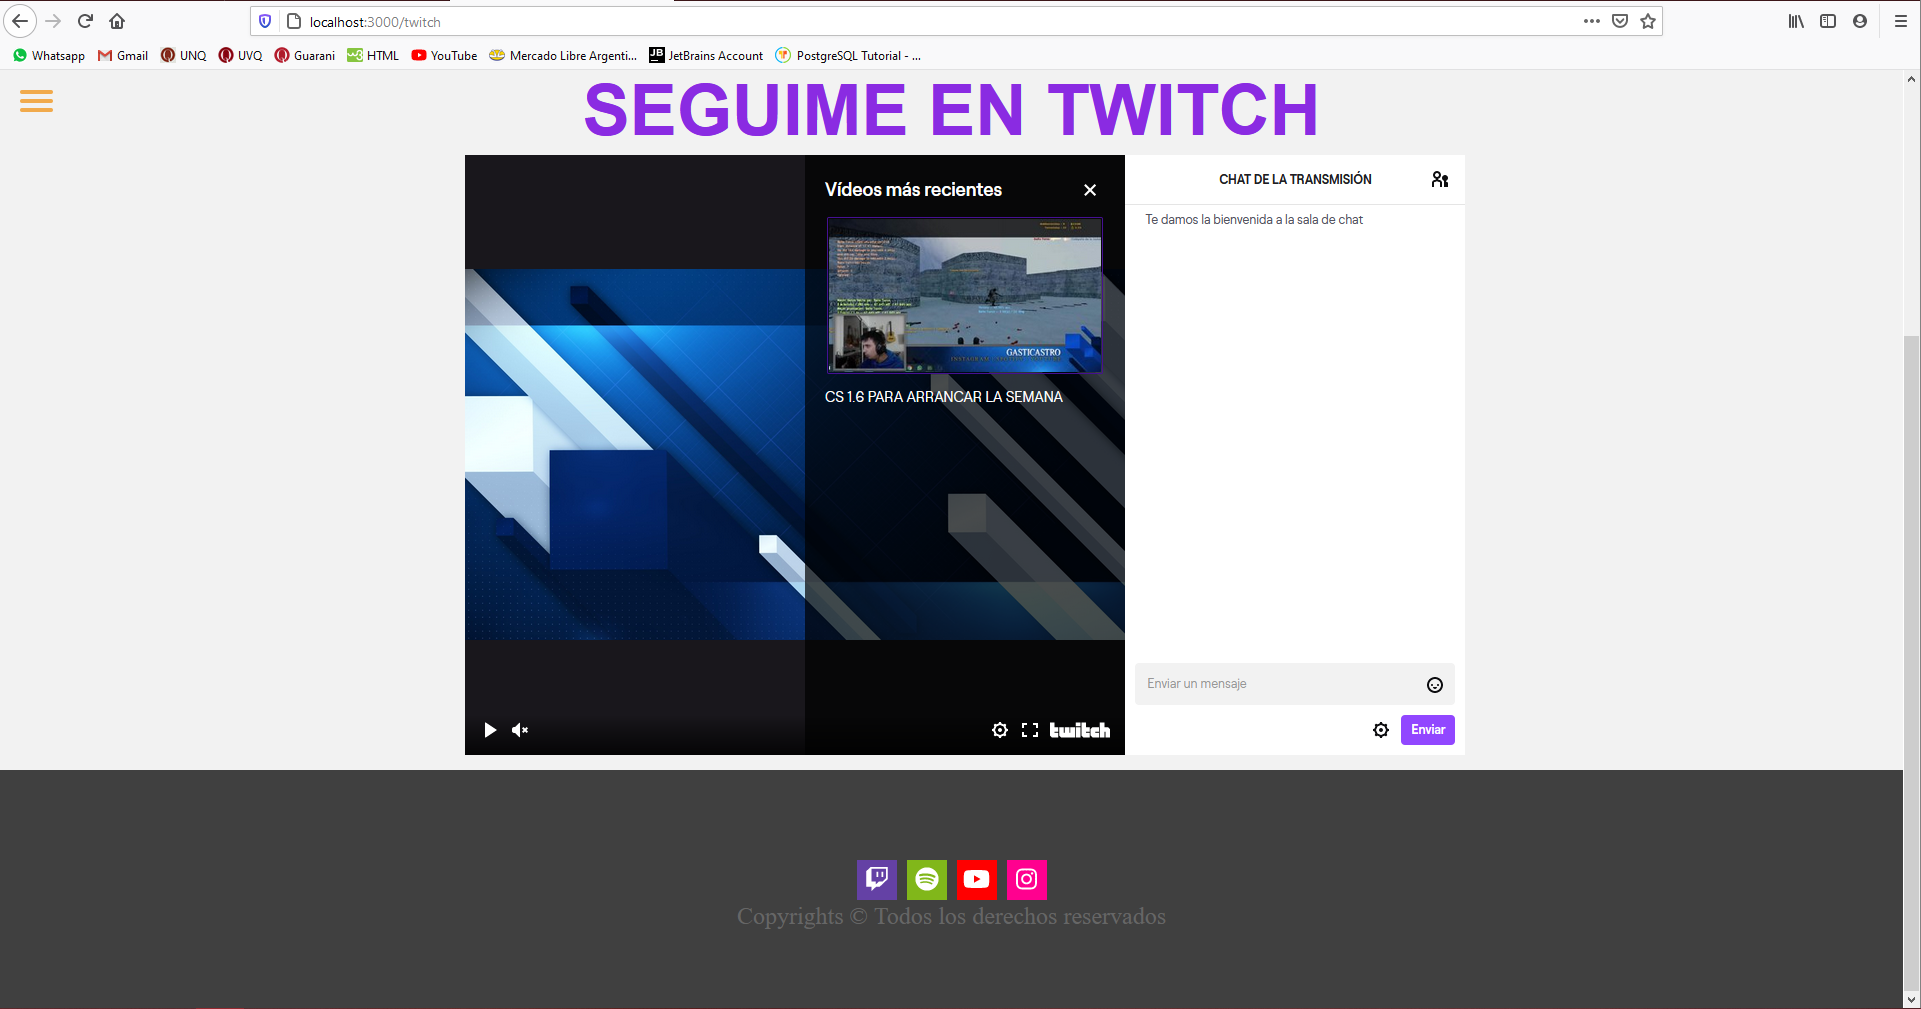 localhost:3000/twitch
Whatsapp Gmail UNQ UVQ Guarani HTML YouTube Mercado Libre Argenti... JetBrains Account PostgreSQL Tutorial - ...
SEGUIME EN TWITCH
Vídeos más recientes
GASTICASTRO
CS 1.6 PARA ARRANCAR LA SEMANA
twitch
CHAT DE LA TRANSMISIÓN
Te damos la bienvenida a la sala de chat
Enviar un mensaje
Enviar
Copyrights © Todos los derechos reservados